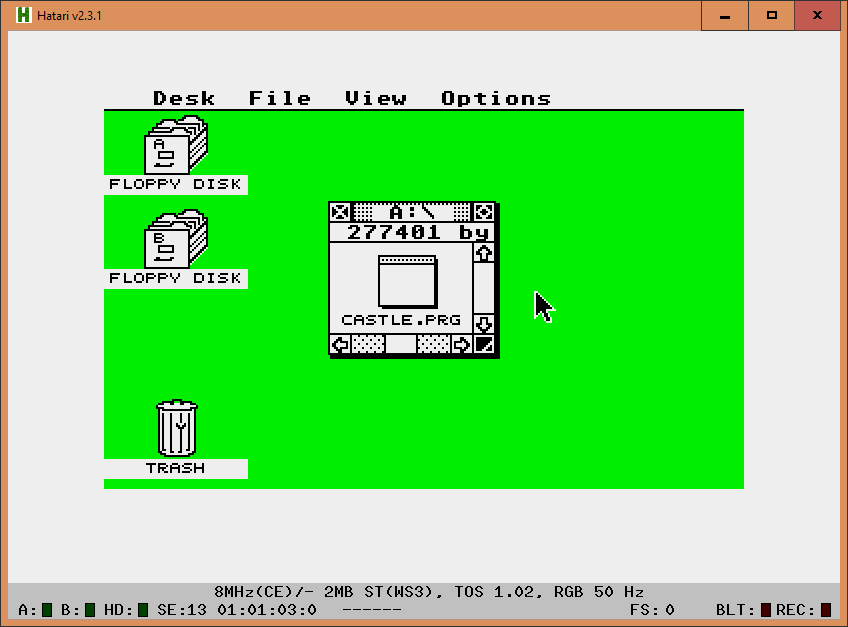 Hatari v2.3.1
Desk File View Options
A
FLOPPY DISK
B
FLOPPY DISK
A:\
277401 by
CASTLE.PRG
TRASH
8MHz(CE)/- 2MB ST(WS3), TOS 1.02, RGB 50 Hz
A: B: HD: SE:13 01:01:03:0 ------ FS: 0 BLT: REC: